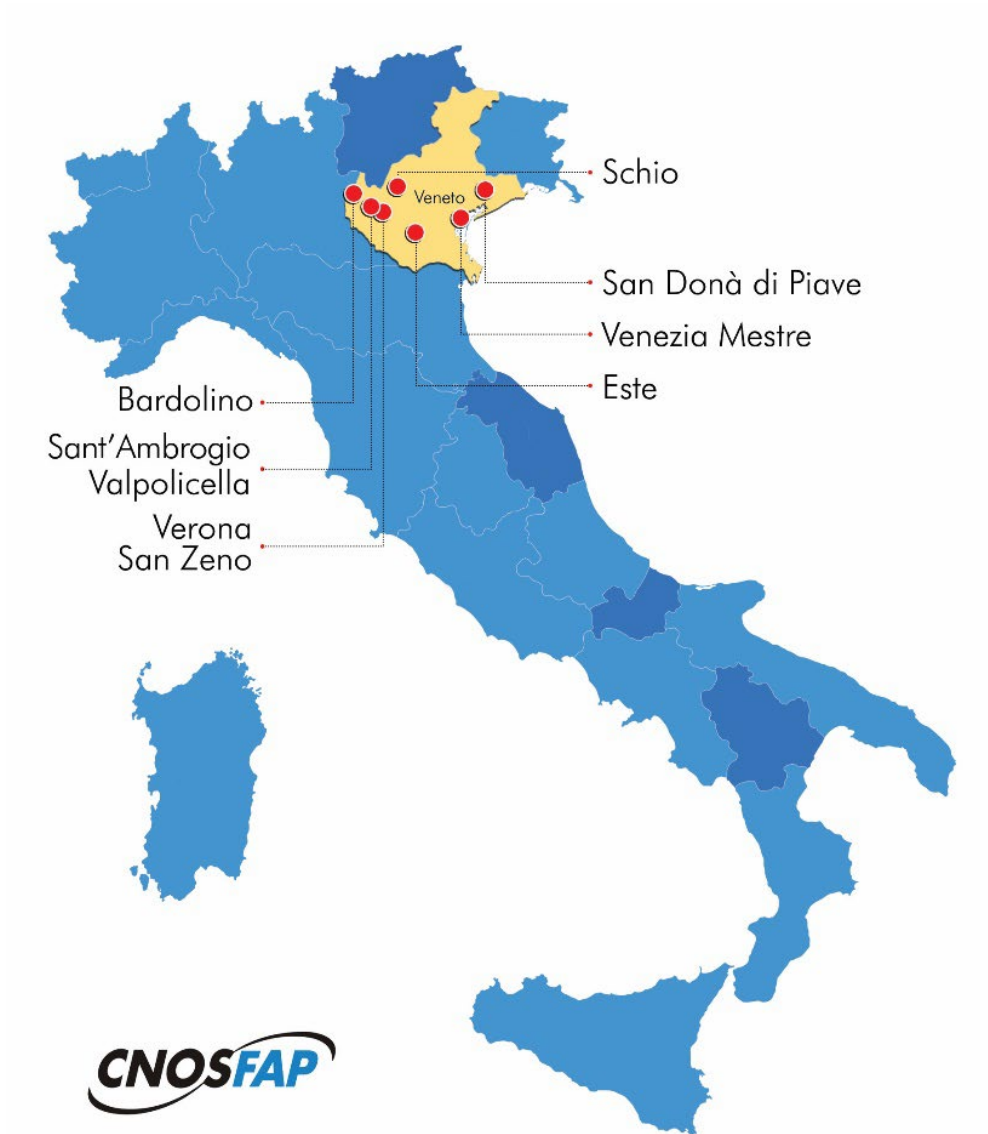 Schio
Veneto
San Donà di Piave
Venezia Mestre
Este
Bardolino
Sant'Ambrogio
Valpolicella
Verona
San Zeno
CNOSFAP